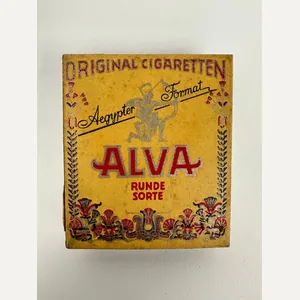 ORIGINAL CIGARETTEN
Aegypter Format
ALVA
RUNDE
SORTE